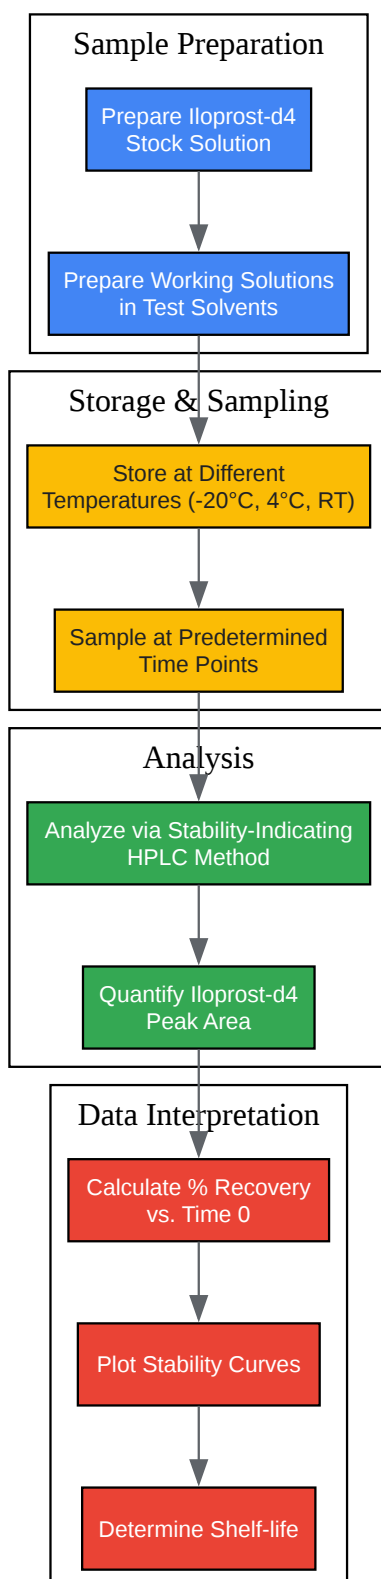 Sample Preparation
Prepare Iloprost-d4
Stock Solution
Prepare Working Solutions
in Test Solvents
Storage & Sampling
Store at Different
Temperatures (-20°C, 4°C, RT)
Sample at Predetermined
Time Points
Analysis
Analyze via Stability-Indicating
HPLC Method
Quantify Iloprost-d4
Peak Area
Data Interpretation
Calculate % Recovery
vs. Time 0
Plot Stability Curves
Determine Shelf-life